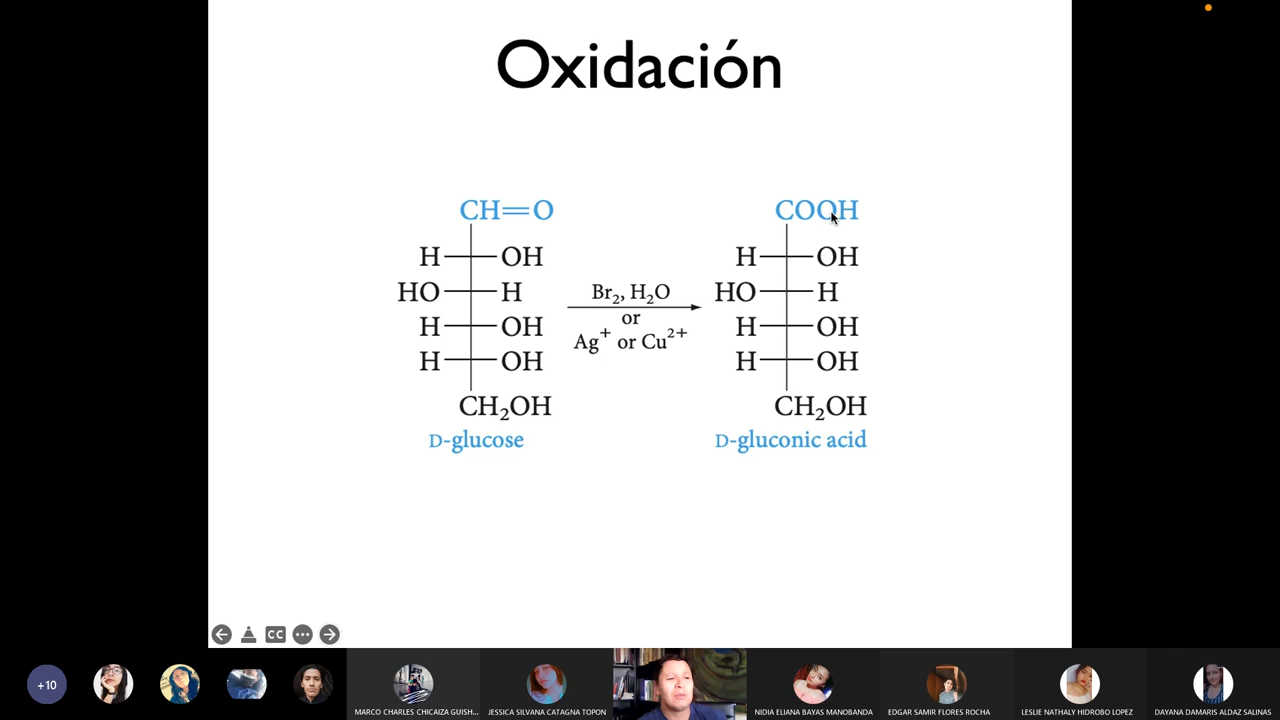 Oxidación
CH=O
COOH
H OH
H OH
HO H
HO H
Br₂, H₂O
or
Ag⁺ or Cu²⁺
H OH
H OH
H OH
H OH
CH₂OH
CH₂OH
D-glucose
D-gluconic acid
CC
+10
MARCO CHARLES CHICAIZA GUISH...
JESSICA SILVANA CATAGNA TOPON
NIDIA ELIANA BAYAS MANOBANDA
EDGAR SAMIR FLORES ROCHA
LESLIE NATHALY HIDROBO LOPEZ
DAYANA DAMARIS ALDAZ SALINAS